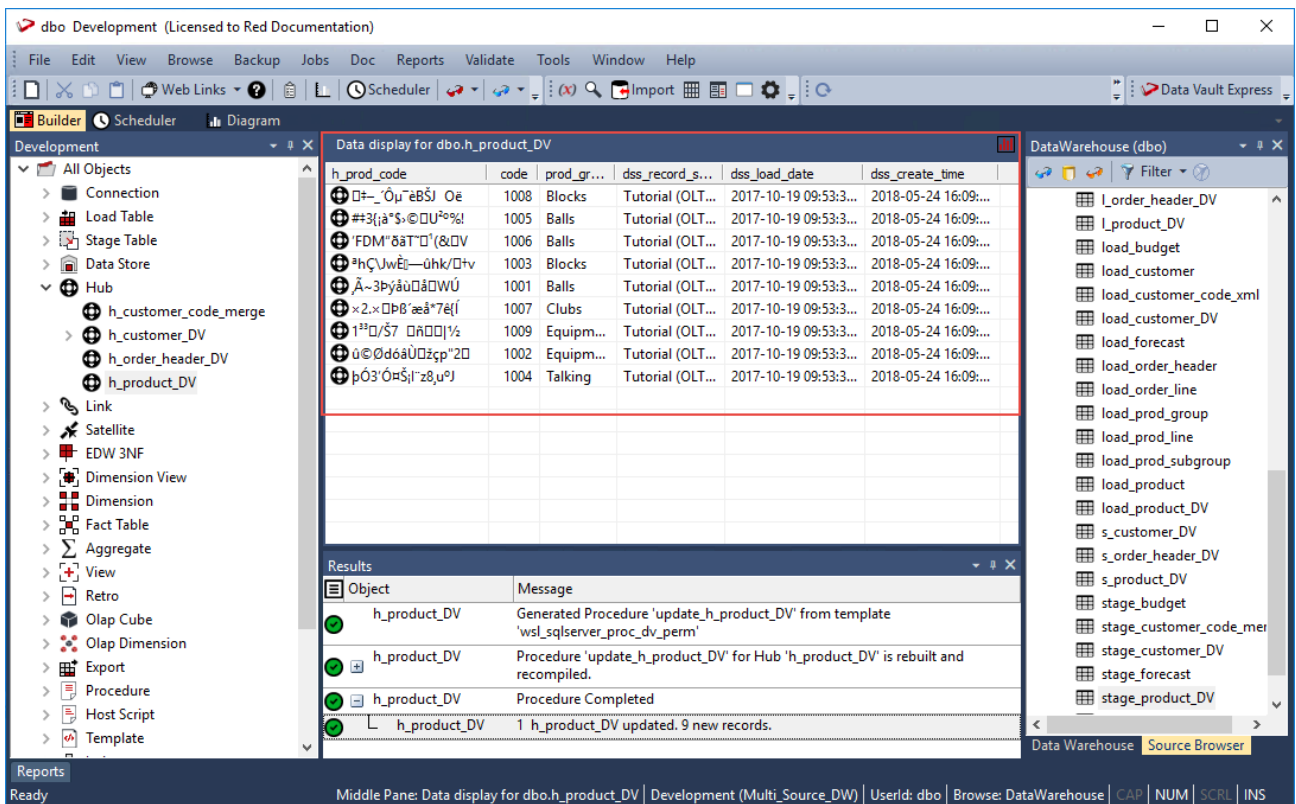 dbo Development (Licensed to Red Documentation)
File Edit View Browse Backup Jobs Doc Reports Validate Tools Window Help
Web Links Scheduler (x) Import Data Vault Express
Builder Scheduler Diagram
Development
All Objects
Connection
Load Table
Stage Table
Data Store
Hub
h_customer_code_merge
h_customer_DV
h_order_header_DV
h_product_DV
Link
Satellite
EDW 3NF
Dimension View
Dimension
Fact Table
Aggregate
View
Retro
Olap Cube
Olap Dimension
Export
Procedure
Host Script
Template
Data display for dbo.h_product_DV
h_prod_code code prod_gr... dss_record_s... dss_load_date dss_create_time
1008 Blocks Tutorial (OLT... 2017-10-19 09:53:3... 2018-05-24 16:09:...
1005 Balls Tutorial (OLT... 2017-10-19 09:53:3... 2018-05-24 16:09:...
1006 Balls Tutorial (OLT... 2017-10-19 09:53:3... 2018-05-24 16:09:...
1003 Blocks Tutorial (OLT... 2017-10-19 09:53:3... 2018-05-24 16:09:...
1001 Balls Tutorial (OLT... 2017-10-19 09:53:3... 2018-05-24 16:09:...
1007 Clubs Tutorial (OLT... 2017-10-19 09:53:3... 2018-05-24 16:09:...
1009 Equipm... Tutorial (OLT... 2017-10-19 09:53:3... 2018-05-24 16:09:...
1002 Equipm... Tutorial (OLT... 2017-10-19 09:53:3... 2018-05-24 16:09:...
1004 Talking Tutorial (OLT... 2017-10-19 09:53:3... 2018-05-24 16:09:...
Results
Object Message
h_product_DV Generated Procedure 'update_h_product_DV' from template
'wsl_sqlserver_proc_dv_perm'
h_product_DV Procedure 'update_h_product_DV' for Hub 'h_product_DV' is rebuilt and
recompiled.
h_product_DV Procedure Completed
h_product_DV 1 h_product_DV updated. 9 new records.
DataWarehouse (dbo)
Filter
l_order_header_DV
l_product_DV
load_budget
load_customer
load_customer_code_xml
load_customer_DV
load_forecast
load_order_header
load_order_line
load_prod_group
load_prod_line
load_prod_subgroup
load_product
load_product_DV
s_customer_DV
s_order_header_DV
s_product_DV
stage_budget
stage_customer_code_mer
stage_customer_DV
stage_forecast
stage_product_DV
Data Warehouse Source Browser
Reports
Ready Middle Pane: Data display for dbo.h_product_DV Development (Multi_Source_DW) UserId: dbo Browse: DataWarehouse CAP NUM SCRL INS